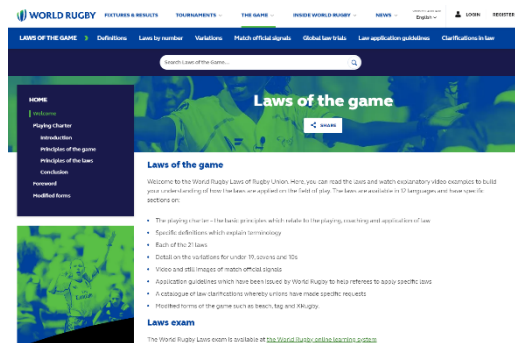 WORLD RUGBY FIXTURES & RESULTS TOURNAMENTS THE GAME INSIDE WORLD RUGBY NEWS English LOGIN REGISTER
LAWS OF THE GAME Definitions Laws by number Variations Match official signals Global law trials Law application guidelines Clarifications in law
Search Laws of the Game...
HOME
Welcome
Playing Charter
Introduction
Principles of the game
Principles of the laws
Conclusion
Foreword
Modified forms
Laws of the game
SHARE
Laws of the game
Welcome to the World Rugby Laws of Rugby Union. Here, you can read the laws and watch explanatory video examples to build
your understanding of how the laws are applied on the field of play. The laws are available in 12 languages and have specific
sections on:
• The playing charter – the basic principles which relate to the playing, coaching and application of law
• Specific definitions which explain terminology
• Each of the 21 laws
• Detail on the variations for under 19, sevens and 10s
• Video and still images of match official signals
• Application guidelines which have been issued by World Rugby to help referees to apply specific laws
• A catalogue of law clarifications whereby unions have made specific requests
• Modified forms of the game such as beach, tag and XRugby.
Laws exam
The World Rugby Laws exam is available at the World Rugby online learning system